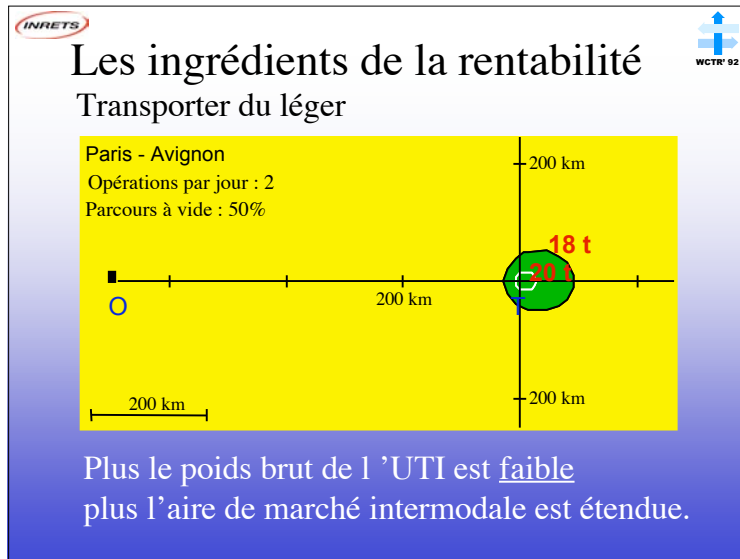 INRETS
WCTR' 92
Les ingrédients de la rentabilité
Transporter du léger
Paris - Avignon
Opérations par jour : 2
Parcours à vide : 50%
200 km
18 t
20 t
O
T
200 km
200 km
200 km
Plus le poids brut de l ’UTI est faible
plus l’aire de marché intermodale est étendue.